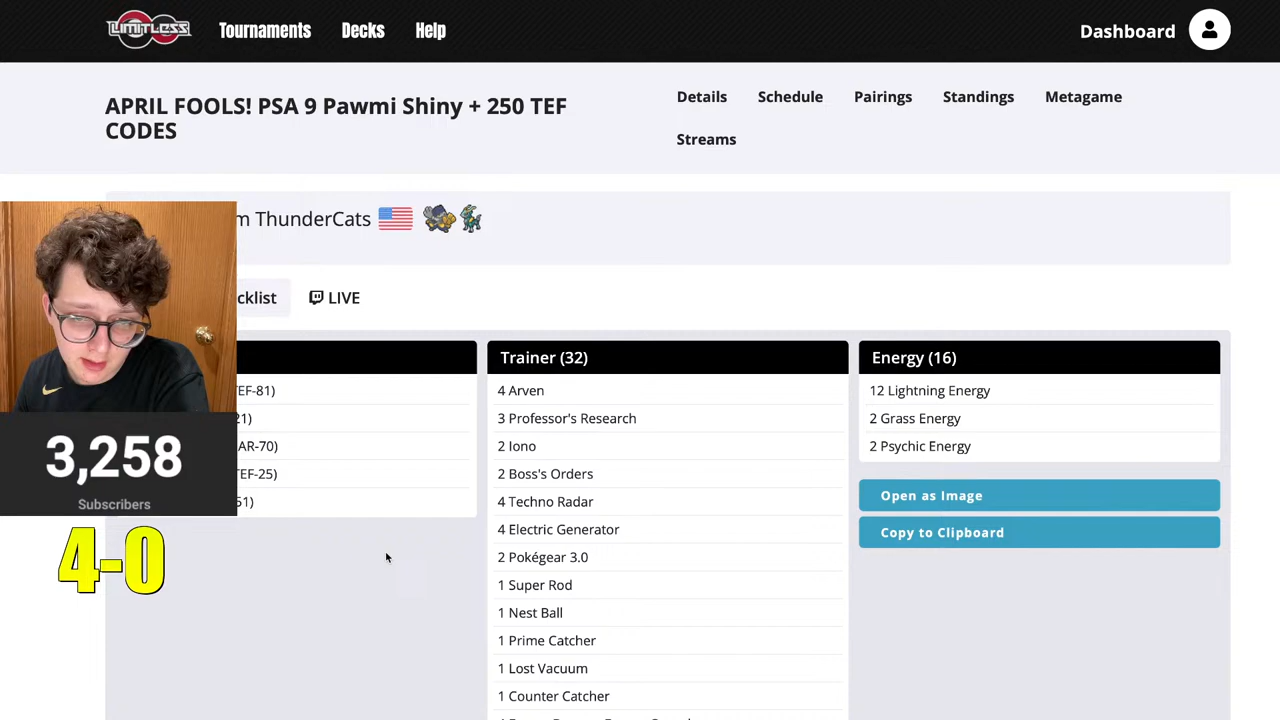 LIMITLESS
Tournaments Decks Help
Dashboard
APRIL FOOLS! PSA 9 Pawmi Shiny + 250 TEF
CODES
Details Schedule Pairings Standings Metagame
Streams
m ThunderCats
cklist LIVE
Trainer (32)
Energy (16)
EF-81)
4 Arven
12 Lightning Energy
21)
3 Professor's Research
2 Grass Energy
AR-70)
2 Iono
2 Psychic Energy
TEF-25)
2 Boss's Orders
51)
4 Techno Radar
Open as Image
4 Electric Generator
Copy to Clipboard
2 Pokégear 3.0
1 Super Rod
1 Nest Ball
1 Prime Catcher
1 Lost Vacuum
1 Counter Catcher
3,258
Subscribers
4-0